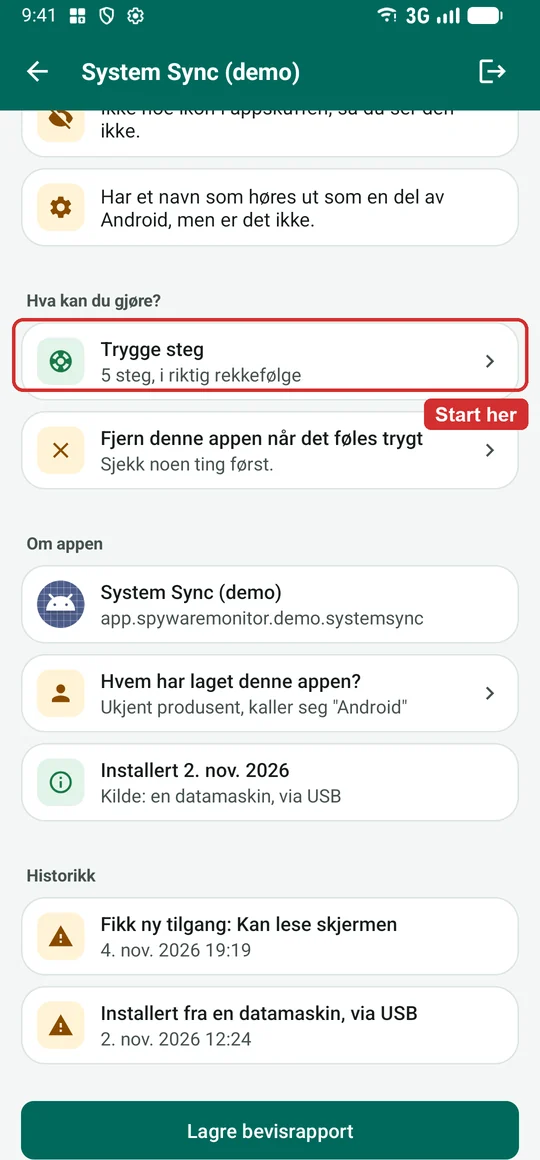 9:41
3G
System Sync (demo)
ikke noe ikon i appskuffen, så du ser den
ikke.
Har et navn som høres ut som en del av
Android, men er det ikke.
Hva kan du gjøre?
Trygge steg
5 steg, i riktig rekkefølge
Start her
Fjern denne appen når det føles trygt
Sjekk noen ting først.
Om appen
System Sync (demo)
app.spywaremonitor.demo.systemsync
Hvem har laget denne appen?
Ukjent produsent, kaller seg "Android"
Installert 2. nov. 2026
Kilde: en datamaskin, via USB
Historikk
Fikk ny tilgang: Kan lese skjermen
4. nov. 2026 19:19
Installert fra en datamaskin, via USB
2. nov. 2026 12:24
Lagre bevisrapport